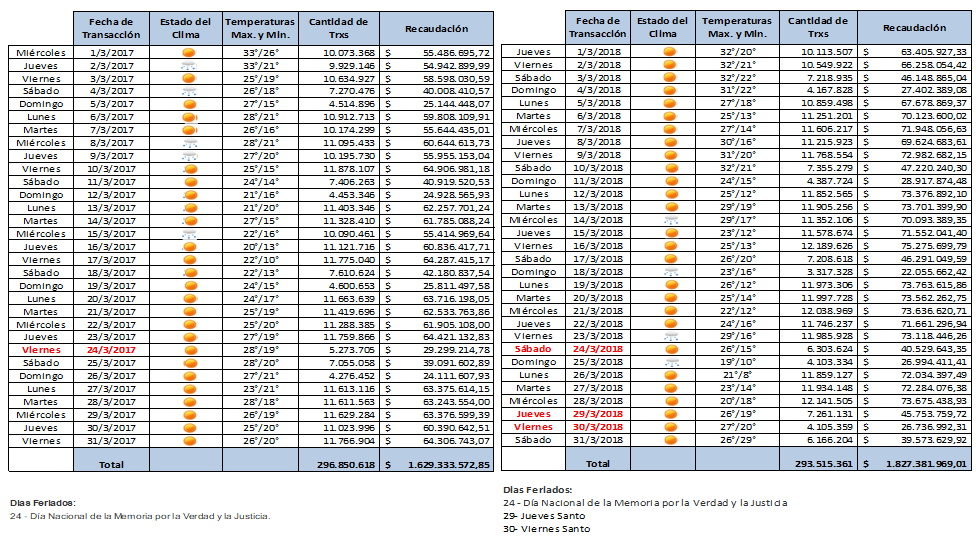 Fecha de Transacción Estado del Clima Temperaturas Max. y Min. Cantidad de Trxs Recaudación
Miércoles 1/3/2017 33°/26° 10.073.368 $ 55.486.695,72
Jueves 2/3/2017 33°/21° 9.929.146 $ 54.942.899,99
Viernes 3/3/2017 25°/19° 10.634.927 $ 58.598.030,59
Sábado 4/3/2017 26°/18° 7.270.476 $ 40.008.410,57
Domingo 5/3/2017 27°/15° 4.514.896 $ 25.144.448,07
Lunes 6/3/2017 28°/21° 10.912.713 $ 59.808.109,91
Martes 7/3/2017 26°/16° 10.174.299 $ 55.644.435,01
Miércoles 8/3/2017 28°/21° 11.095.433 $ 60.644.613,73
Jueves 9/3/2017 27°/20° 10.195.730 $ 55.955.153,04
Viernes 10/3/2017 25°/15° 11.878.107 $ 64.906.981,18
Sábado 11/3/2017 24°/14° 7.406.263 $ 40.919.520,53
Domingo 12/3/2017 21°/16° 4.453.346 $ 24.928.565,93
Lunes 13/3/2017 21°/20° 11.403.346 $ 62.257.701,24
Martes 14/3/2017 27°/15° 11.328.410 $ 61.785.088,24
Miércoles 15/3/2017 22°/16° 10.090.461 $ 55.414.969,64
Jueves 16/3/2017 20°/13° 11.121.716 $ 60.836.417,71
Viernes 17/3/2017 22°/10° 11.775.040 $ 64.287.415,17
Sábado 18/3/2017 22°/13° 7.610.624 $ 42.180.837,54
Domingo 19/3/2017 24°/15° 4.600.653 $ 25.811.497,58
Lunes 20/3/2017 24°/17° 11.663.639 $ 63.716.198,05
Martes 21/3/2017 25°/19° 11.419.696 $ 62.533.763,86
Miércoles 22/3/2017 25°/20° 11.288.385 $ 61.905.108,00
Jueves 23/3/2017 27°/19° 11.759.866 $ 64.421.132,83
Viernes 24/3/2017 28°/19° 5.273.705 $ 29.299.214,78
Sábado 25/3/2017 28°/20° 7.055.058 $ 39.091.602,89
Domingo 26/3/2017 27°/21° 4.276.452 $ 24.111.607,93
Lunes 27/3/2017 23°/21° 11.613.116 $ 63.375.614,15
Martes 28/3/2017 28°/18° 11.611.563 $ 63.243.554,00
Miércoles 29/3/2017 26°/19° 11.629.284 $ 63.376.599,39
Jueves 30/3/2017 25°/20° 11.023.996 $ 60.390.642,51
Viernes 31/3/2017 26°/20° 11.766.904 $ 64.306.743,07
Total 296.850.618 $ 1.629.333.572,85
Días Feriados:
24 - Día Nacional de la Memoria por la Verdad y la Justicia.
Fecha de Transacción Estado del Clima Temperaturas Max. y Min. Cantidad de Trxs Recaudación
Jueves 1/3/2018 32°/20° 10.113.507 $ 63.405.927,33
Viernes 2/3/2018 32°/21° 10.549.922 $ 66.258.054,42
Sábado 3/3/2018 32°/22° 7.218.935 $ 46.148.865,04
Domingo 4/3/2018 31°/22° 4.167.828 $ 27.402.389,08
Lunes 5/3/2018 27°/18° 10.859.498 $ 67.678.869,37
Martes 6/3/2018 25°/13° 11.251.201 $ 70.123.600,02
Miércoles 7/3/2018 27°/14° 11.606.217 $ 71.948.056,63
Jueves 8/3/2018 30°/16° 11.215.923 $ 69.624.683,61
Viernes 9/3/2018 31°/20° 11.768.554 $ 72.982.682,15
Sábado 10/3/2018 32°/21° 7.355.279 $ 47.220.240,30
Domingo 11/3/2018 24°/15° 4.387.724 $ 28.917.874,48
Lunes 12/3/2018 25°/12° 11.852.565 $ 73.376.892,10
Martes 13/3/2018 29°/19° 11.905.256 $ 73.701.399,90
Miércoles 14/3/2018 29°/17° 11.352.106 $ 70.093.389,35
Jueves 15/3/2018 23°/12° 11.578.674 $ 71.552.041,40
Viernes 16/3/2018 25°/13° 12.189.626 $ 75.275.699,79
Sábado 17/3/2018 26°/20° 7.208.618 $ 46.291.049,59
Domingo 18/3/2018 23°/16° 3.317.328 $ 22.055.662,42
Lunes 19/3/2018 26°/12° 11.973.306 $ 73.763.615,86
Martes 20/3/2018 25°/14° 11.997.728 $ 73.562.262,75
Miércoles 21/3/2018 22°/12° 12.038.969 $ 73.636.620,71
Jueves 22/3/2018 24°/16° 11.746.237 $ 71.661.296,94
Viernes 23/3/2018 29°/16° 11.985.928 $ 73.118.446,26
Sábado 24/3/2018 26°/15° 6.303.624 $ 40.529.643,35
Domingo 25/3/2018 19°/10° 4.103.334 $ 26.994.411,41
Lunes 26/3/2018 21°/8° 11.859.127 $ 72.034.397,49
Martes 27/3/2018 23°/14° 11.934.148 $ 72.284.076,38
Miércoles 28/3/2018 20°/18° 12.141.505 $ 73.675.438,93
Jueves 29/3/2018 26°/19° 7.261.131 $ 45.753.759,72
Viernes 30/3/2018 27°/20° 4.105.359 $ 26.736.992,31
Sábado 31/3/2018 26°/29° 6.166.204 $ 39.573.629,92
Total 293.515.361 $ 1.827.381.969,01
Días Feriados:
24 - Día Nacional de la Memoria por la Verdad y la Justicia
29- Jueves Santo
30- Viernes Santo